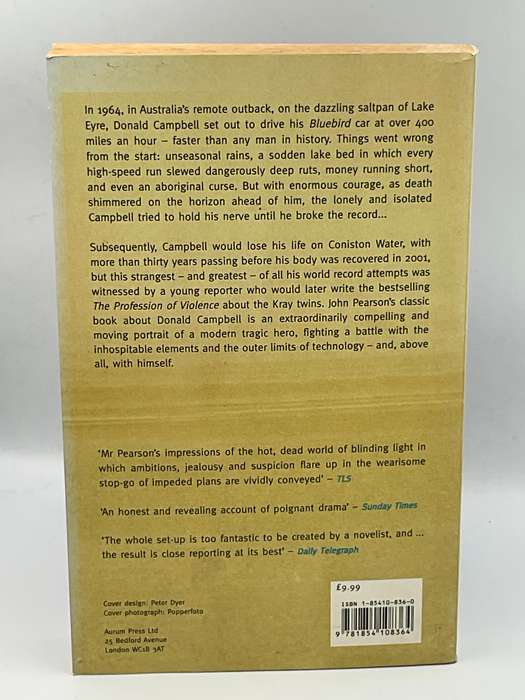 In 1964, in Australia's remote outback, on the dazzling saltpan of Lake
Eyre, Donald Campbell set out to drive his Bluebird car at over 400
miles an hour – faster than any man in history. Things went wrong
from the start: unseasonal rains, a sodden lake bed in which every
high-speed run slewed dangerously deep ruts, money running short,
and even an aboriginal curse. But with enormous courage, as death
shimmered on the horizon ahead of him, the lonely and isolated
Campbell tried to hold his nerve until he broke the record...
Subsequently, Campbell would lose his life on Coniston Water, with
more than thirty years passing before his body was recovered in 2001,
but this strangest – and greatest – of all his world record attempts was
witnessed by a young reporter who would later write the bestselling
The Profession of Violence about the Kray twins. John Pearson's classic
book about Donald Campbell is an extraordinarily compelling and
moving portrait of a modern tragic hero, fighting a battle with the
inhospitable elements and the outer limits of technology – and, above
all, with himself.
'Mr Pearson's impressions of the hot, dead world of blinding light in
which ambitions, jealousy and suspicion flare up in the wearisome
stop-go of impeded plans are vividly conveyed' – TLS
'An honest and revealing account of poignant drama' – Sunday Times
'The whole set-up is too fantastic to be created by a novelist, and ...
the result is close reporting at its best' – Daily Telegraph
£9.99
ISBN 1-85410-836-0
9 781854 108364
Cover design: Peter Dyer
Cover photograph: Popperfoto
Aurum Press Ltd
25 Bedford Avenue
London WC1B 3AT